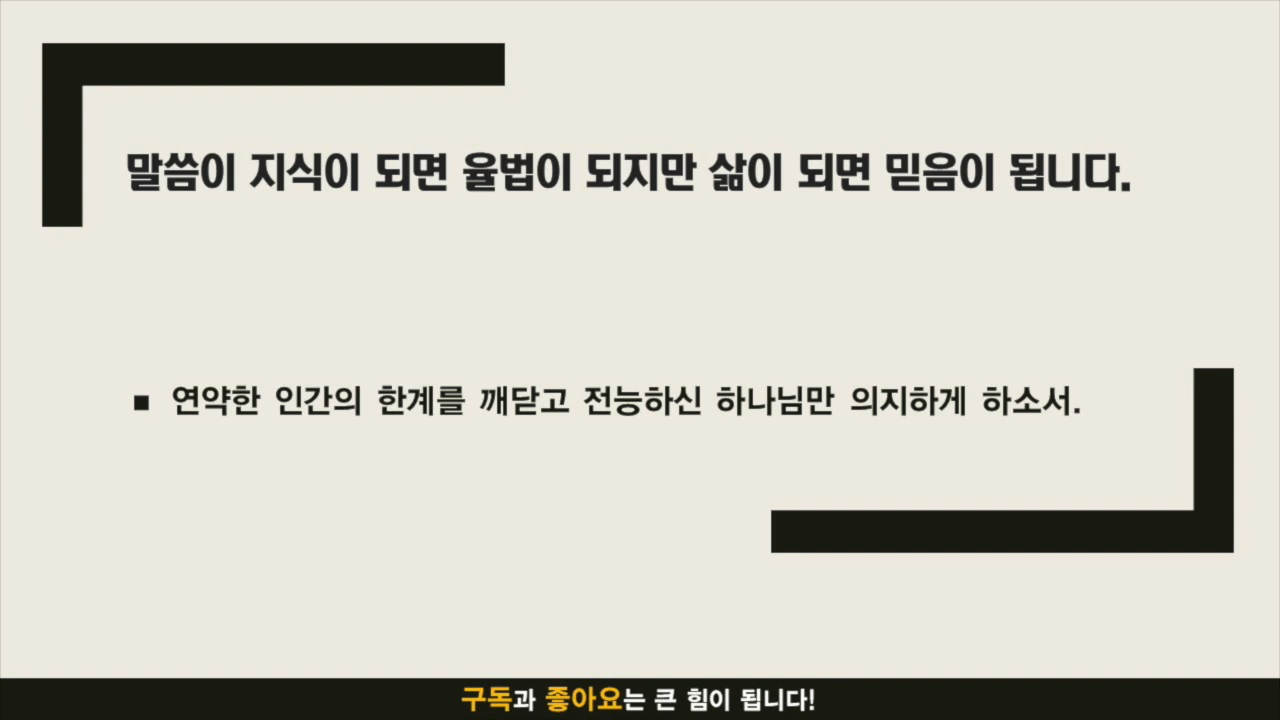 말씀이 지식이 되면 율법이 되지만 삶이 되면 믿음이 됩니다.
▪ 연약한 인간의 한계를 깨닫고 전능하신 하나님만 의지하게 하소서.
구독과 좋아요는 큰 힘이 됩니다!